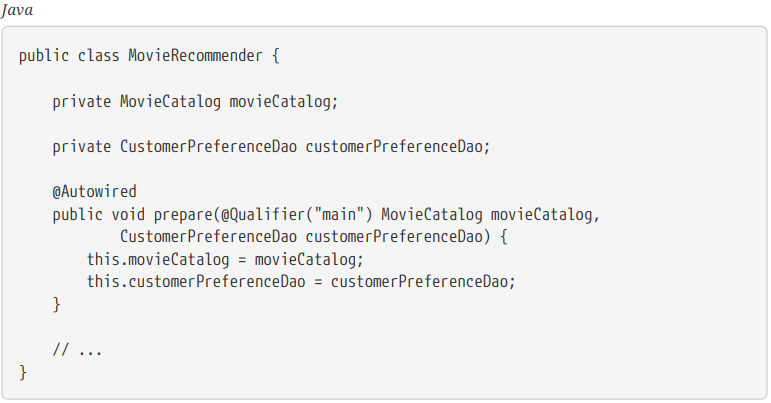 Java
public class MovieRecommender {
    private MovieCatalog movieCatalog;
    private CustomerPreferenceDao customerPreferenceDao;
    @Autowired
    public void prepare(@Qualifier("main") MovieCatalog movieCatalog,
            CustomerPreferenceDao customerPreferenceDao) {
        this.movieCatalog = movieCatalog;
        this.customerPreferenceDao = customerPreferenceDao;
    }
    // ...
}